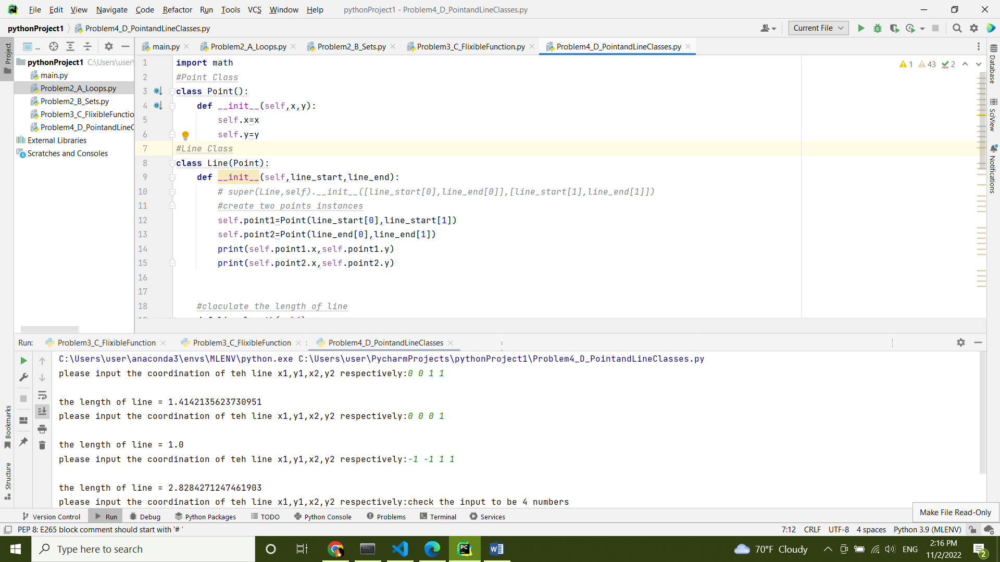 File Edit View Navigate Code Refactor Run Tools VCS Window Help pythonProject1 - Problem4_D_PointandLineClasses.py
pythonProject1 Problem4_D_PointandLineClasses.py Current File
Project
... main.py Problem2_A_Loops.py Problem2_B_Sets.py Problem3_C_FlixibleFunction.py Problem4_D_PointandLineClasses.py
pythonProject1 C:\Users\user\
main.py
Problem2_A_Loops.py
Problem2_B_Sets.py
Problem3_C_FlixibleFunctio
Problem4_D_PointandLineC
External Libraries
Scratches and Consoles
1 import math
2 #Point Class
3 class Point():
4 def __init__(self,x,y):
5 self.x=x
6 self.y=y
7 #Line Class
8 class Line(Point):
9 def __init__(self,line_start,line_end):
10 # super(Line,self).__init__([line_start[0],line_end[0]],[line_start[1],line_end[1]])
11 #create two points instances
12 self.point1=Point(line_start[0],line_start[1])
13 self.point2=Point(line_end[0],line_end[1])
14 print(self.point1.x,self.point1.y)
15 print(self.point2.x,self.point2.y)
16
17
18 #claculate the length of line
1 43 2
Database
SciView
Notifications
Run: Problem3_C_FlixibleFunction Problem3_C_FlixibleFunction Problem4_D_PointandLineClasses
C:\Users\user\anaconda3\envs\MLENV\python.exe C:\Users\user\PycharmProjects\pythonProject1\Problem4_D_PointandLineClasses.py
please input the coordination of teh line x1,y1,x2,y2 respectively:0 0 1 1
the length of line = 1.4142135623730951
please input the coordination of teh line x1,y1,x2,y2 respectively:0 0 0 1
the length of line = 1.0
please input the coordination of teh line x1,y1,x2,y2 respectively:-1 -1 1 1
the length of line = 2.8284271247461903
please input the coordination of teh line x1,y1,x2,y2 respectively:check the input to be 4 numbers
Bookmarks
Structure
Version Control Run Debug Python Packages TODO Python Console Problems Terminal Services
Make File Read-Only
PEP 8: E265 block comment should start with '# ' 7:12 CRLF UTF-8 4 spaces Python 3.9 (MLENV)
Type here to search 70°F Cloudy ENG 2:16 PM
11/2/2022 2